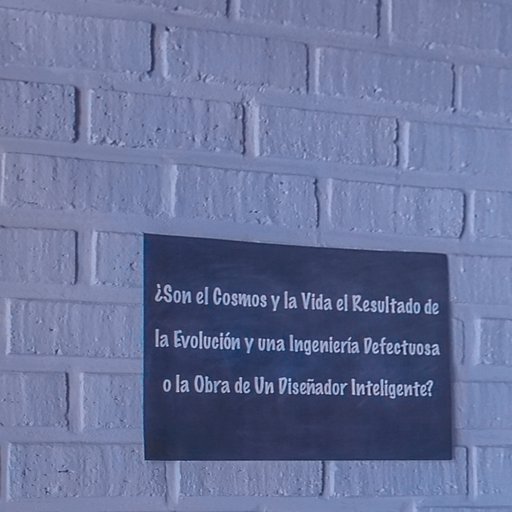 ¿Son el Cosmos y la Vida el Resultado de
la Evolución y una Ingeniería Defectuosa
o la Obra de Un Diseñador Inteligente?